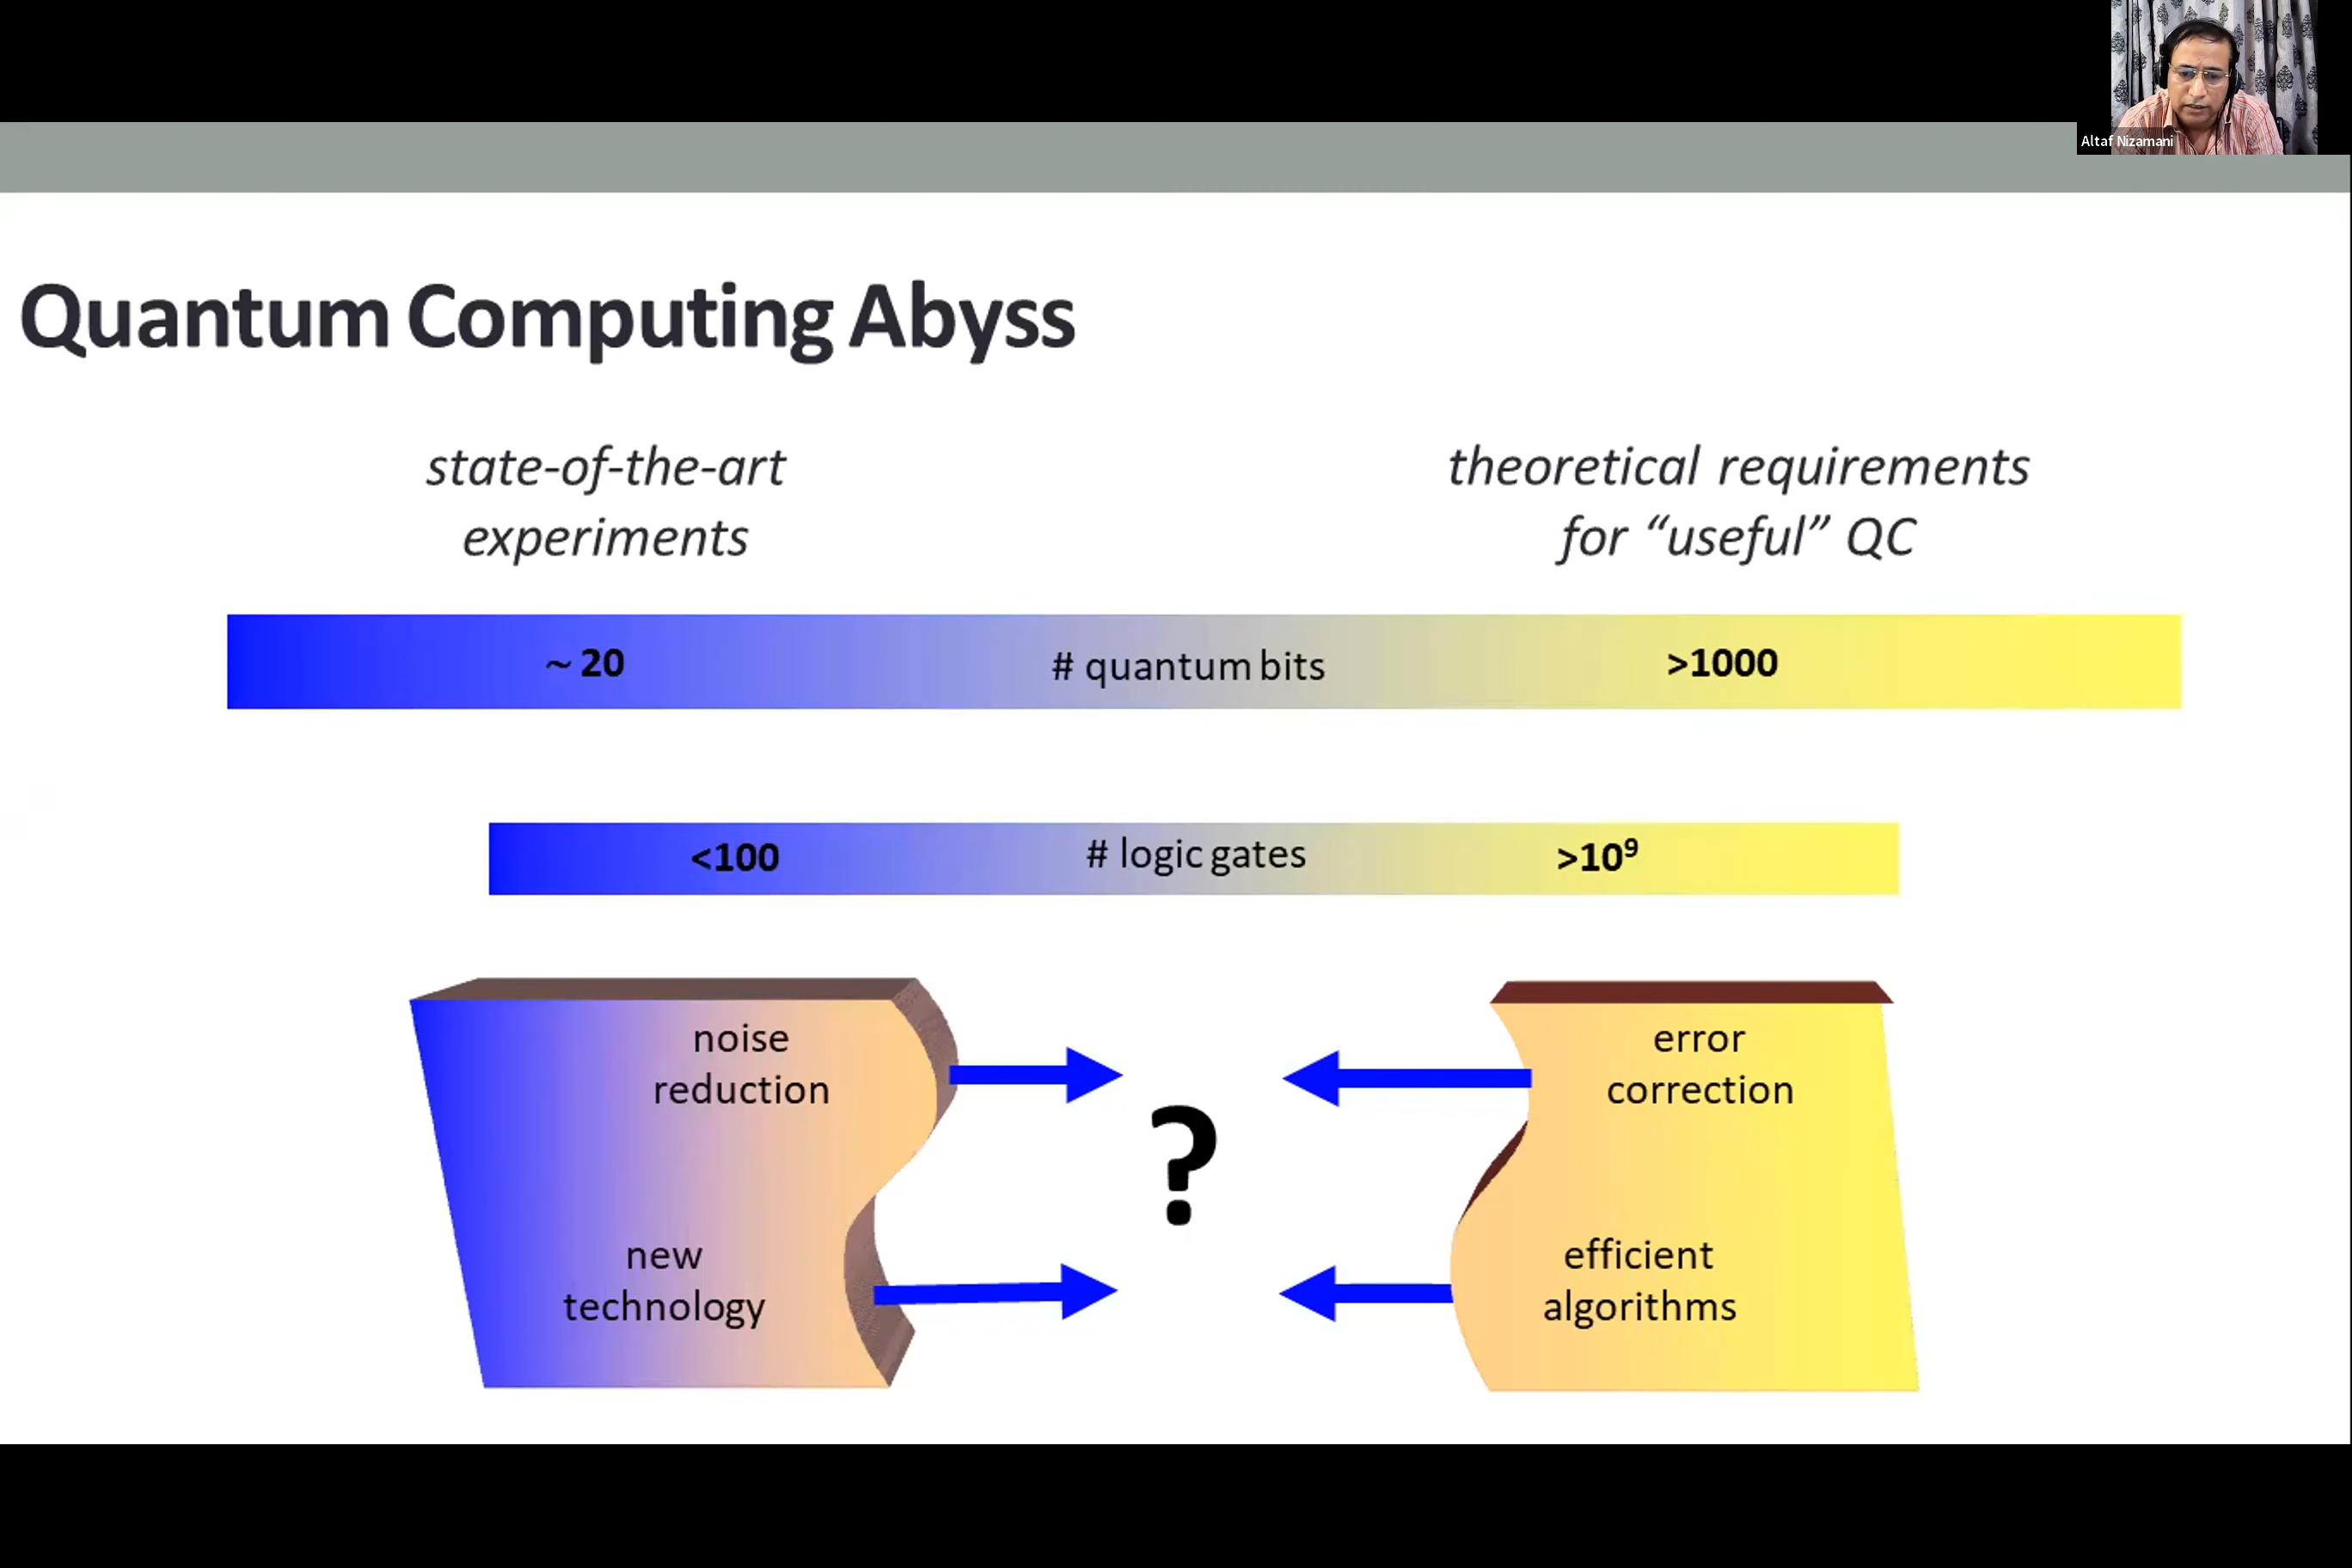 Altaf Nizamani
Quantum Computing Abyss
state-of-the-art
experiments
theoretical requirements
for “useful” QC
~ 20 # quantum bits >1000
<100 # logic gates >10⁹
noise
reduction
error
correction
?
new
technology
efficient
algorithms